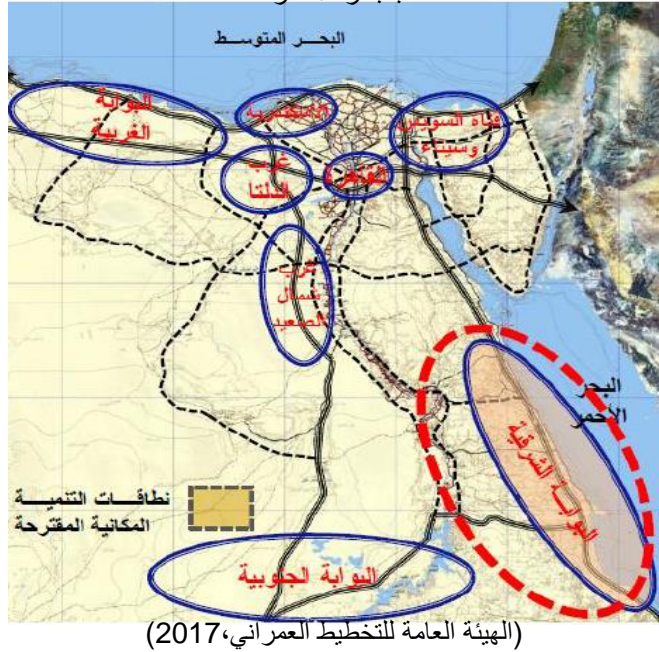 البحر المتوسط
البوابة
الغربية
الاسكندرية
قناة السويس
وسيناء
غرب
الدلتا
القاهرة
غرب
شمال
الصعيد
البحر
الأحمر
البوابة الشرقية
نطاقات التنمية
المكانية المقترحة
البوابة الجنوبية
(الهيئة العامة للتخطيط العمراني،2017)